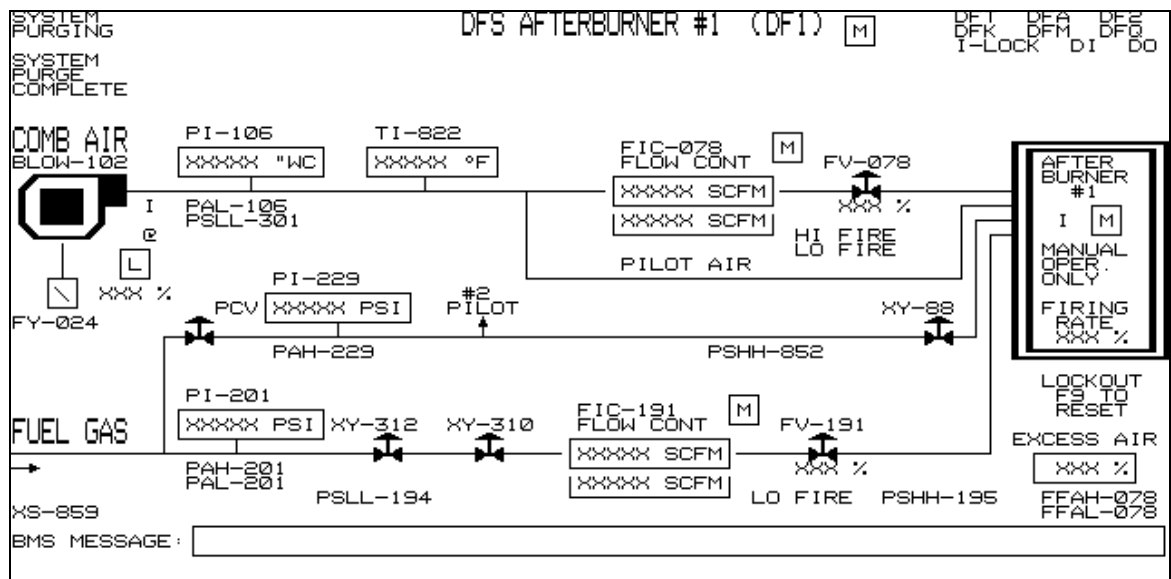 SYSTEM
PURGING
DFS AFTERBURNER #1 (DF1) M
DFT DFA DF2
DFK DFM DFQ
I-LOCK DI DO
SYSTEM
PURGE
COMPLETE
COMB AIR
BLOW-102
PI-106
XXXXX "WC
PAL-106
PSLL-301
TI-822
XXXXX °F
FIC-078
FLOW CONT
M
XXXXX SCFM
XXXXX SCFM
FV-078
XXX %
HI FIRE
LO FIRE
PILOT AIR
AFTER
BURNER
#1
I M
MANUAL
OPER.
ONLY
FIRING
RATE
XXX %
I
@
L
XXX %
\
FY-024
PI-229
PCV XXXXX PSI
PAH-229
#2
PILOT
PSHH-852
XY-88
LOCKOUT
F9 TO
RESET
FUEL GAS
PI-201
XXXXX PSI
PAH-201
PAL-201
XY-312
XY-310
PSLL-194
FIC-191
FLOW CONT
M
XXXXX SCFM
XXXXX SCFM
FV-191
XXX %
LO FIRE
PSHH-195
EXCESS AIR
XXX %
FFAH-078
FFAL-078
XS-859
BMS MESSAGE: